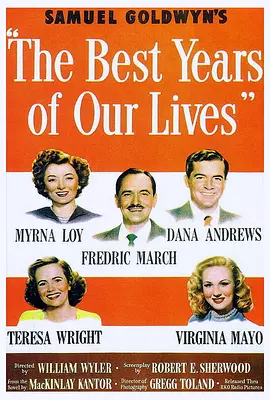 SAMUEL GOLDWYN'S
"The Best Years
of Our Lives"
MYRNA LOY
DANA ANDREWS
FREDRIC MARCH
TERESA WRIGHT
VIRGINIA MAYO
Directed by WILLIAM WYLER Screenplay by ROBERT E. SHERWOOD
From the Novel by MacKINLAY KANTOR Director of Photography GREGG TOLAND Released Thru RKO Radio Pictures